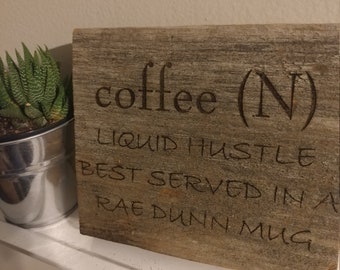 coffee (N)
LIQUID HUSTLE
BEST SERVED IN A
RAE DUNN MUG